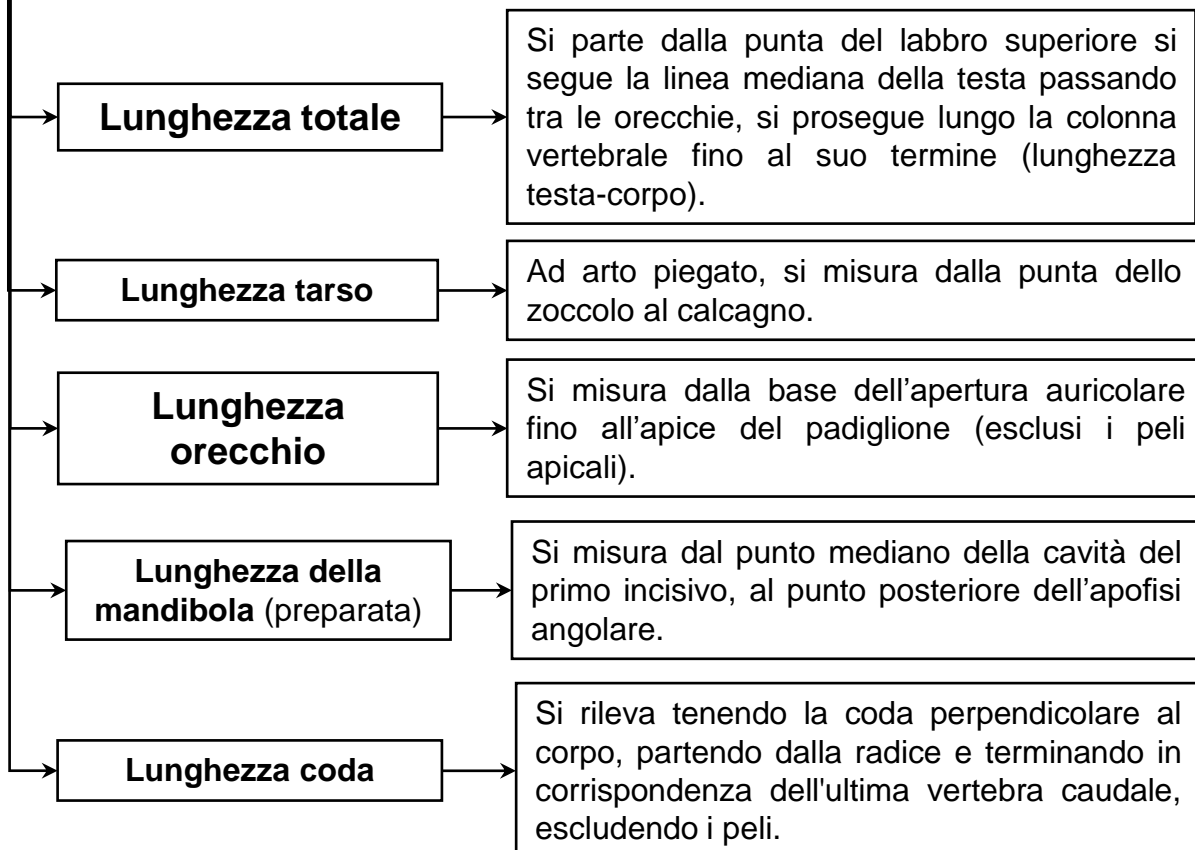 Lunghezza totale
Si parte dalla punta del labbro superiore si
segue la linea mediana della testa passando
tra le orecchie, si prosegue lungo la colonna
vertebrale fino al suo termine (lunghezza
testa-corpo).
Lunghezza tarso
Ad arto piegato, si misura dalla punta dello
zoccolo al calcagno.
Lunghezza
orecchio
Si misura dalla base dell’apertura auricolare
fino all’apice del padiglione (esclusi i peli
apicali).
Lunghezza della
mandibola (preparata)
Si misura dal punto mediano della cavità del
primo incisivo, al punto posteriore dell’apofisi
angolare.
Lunghezza coda
Si rileva tenendo la coda perpendicolare al
corpo, partendo dalla radice e terminando in
corrispondenza dell'ultima vertebra caudale,
escludendo i peli.